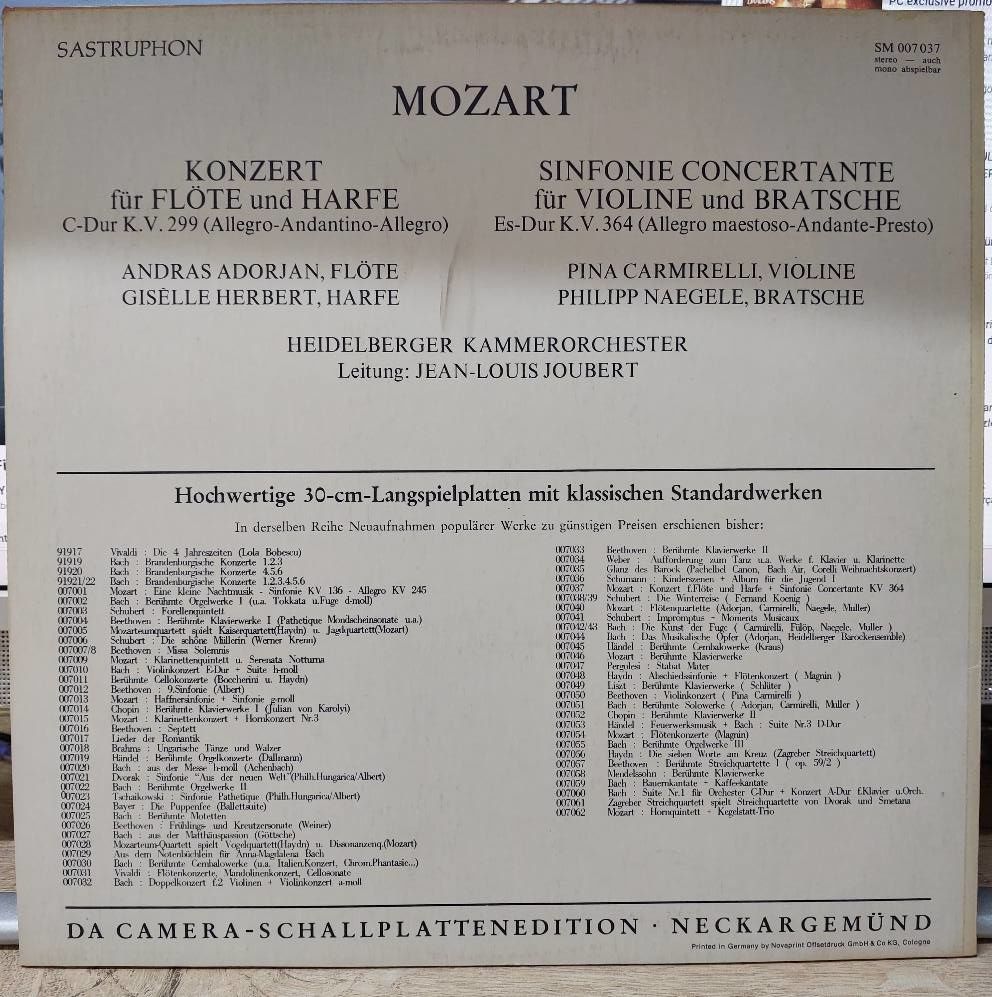 SASTRUPHON
SM 007037
stereo — auch
mono abspielbar
MOZART
KONZERT
für FLÖTE und HARFE
C-Dur K.V. 299 (Allegro-Andantino-Allegro)
ANDRAS ADORJAN, FLÖTE
GISÈLLE HERBERT, HARFE
SINFONIE CONCERTANTE
für VIOLINE und BRATSCHE
Es-Dur K.V. 364 (Allegro maestoso-Andante-Presto)
PINA CARMIRELLI, VIOLINE
PHILIPP NAEGELE, BRATSCHE
HEIDELBERGER KAMMERORCHESTER
Leitung: JEAN-LOUIS JOUBERT
Hochwertige 30-cm-Langspielplatten mit klassischen Standardwerken
In derselben Reihe Neuaufnahmen populärer Werke zu günstigen Preisen erschienen bisher:
91917 Vivaldi : Die 4 Jahreszeiten (Lola Bobescu)
91919 Bach : Brandenburgische Konzerte 1.2.3
91920 Bach : Brandenburgische Konzerte 4.5.6
91921/22 Bach : Brandenburgische Konzerte 1.2.3.4.5.6
007001 Mozart : Eine kleine Nachtmusik - Sinfonie KV 136 - Allegro KV 245
007002 Bach : Berühmte Orgelwerke I (u.a. Tokkata u.Fuge d-moll)
007003 Schubert : Forellenquintett
007004 Beethoven : Berühmte Klavierwerke I (Pathetique Mondscheinsonate u.a.)
007005 Mozarteumquartett spielt Kaiserquartett(Haydn) u. Jagdquartett(Mozart)
007006 Schubert : Die schöne Müllerin (Werner Krenn)
007007/8 Beethoven : Missa Solemnis
007009 Mozart : Klarinettenquintett u. Serenata Notturna
007010 Bach : Violinkonzert E-Dur + Suite h-moll
007011 Berühmte Cellokonzerte (Boccherini u. Haydn)
007012 Beethoven : 9.Sinfonie (Albert)
007013 Mozart : Haffnersinfonie + Sinfonie g-moll
007014 Chopin : Berühmte Klavierwerke I (Julian von Karolyi)
007015 Mozart : Klarinettenkonzert + Hornkonzert Nr.3
007016 Beethoven : Septett
007017 Lieder der Romantik
007018 Brahms : Ungarische Tänze und Walzer
007019 Händel : Berühmte Orgelkonzerte (Dallmann)
007020 Bach : aus der Messe h-moll (Achenbach)
007021 Dvorak : Sinfonie "Aus der neuen Welt"(Philh.Hungarica/Albert)
007022 Bach : Berühmte Orgelwerke II
007023 Tschaikowski : Sinfonie Pathetique (Philh.Hungarica/Albert)
007024 Bayer : Die Puppenfee (Ballettsuite)
007025 Bach : Berühmte Motetten
007026 Beethoven : Frühlings- und Kreutzersonate (Weiner)
007027 Bach : aus der Matthäuspassion (Göttsche)
007028 Mozarteum-Quartett spielt Vogelquartett(Haydn) u. Dissonanzenq.(Mozart)
007029 Aus dem Notenbüchlein für Anna-Magdalena Bach
007030 Bach : Berühmte Cembalowerke (u.a. Italien.Konzert, Chrom.Phantasie...)
007031 Vivaldi : Flötenkonzerte, Mandolinenkonzert, Cellosonate
007032 Bach : Doppelkonzert f.2 Violinen + Violinkonzert a-moll
007033 Beethoven : Berühmte Klavierwerke II
007034 Weber : Aufforderung zum Tanz u.a. Werke f. Klavier u. Klarinette
007035 Glanz des Barock (Pachelbel Canon, Bach Air, Corelli Weihnachtskonzert)
007036 Schumann : Kinderszenen + Album für die Jugend I
007037 Mozart : Konzert f.Flöte und Harfe + Sinfonie Concertante KV 364
007038/39 Schubert : Die Winterreise ( Fernand Koenig )
007040 Mozart : Flötenquartette (Adorjan, Carmirelli, Naegele, Muller)
007041 Schubert : Impromptus - Moments Musicaux
007042/43 Bach : Die Kunst der Fuge ( Carmirelli, Fülöp, Naegele, Muller )
007044 Bach : Das Musikalische Opfer (Adorjan, Heidelberger Barockensemble)
007045 Händel : Berühmte Cembalowerke (Kraus)
007046 Mozart : Berühmte Klavierwerke
007047 Pergolesi : Stabat Mater
007048 Haydn : Abschiedssinfonie + Flötenkonzert ( Magnin )
007049 Liszt : Berühmte Klavierwerke ( Schlüter )
007050 Beethoven : Violinkonzert ( Pina Carmirelli )
007051 Bach : Berühmte Solowerke ( Adorjan, Carmirelli, Muller )
007052 Chopin : Berühmte Klavierwerke II
007053 Händel : Feuerwerksmusik + Bach : Suite Nr.3 D-Dur
007054 Mozart : Flötenkonzerte (Magnin)
007055 Bach : Berühmte Orgelwerke III
007056 Haydn : Die sieben Worte am Kreuz (Zagreber Streichquartett)
007057 Beethoven : Berühmte Streichquartette I ( op. 59/2 )
007058 Mendelssohn : Berühmte Klavierwerke
007059 Bach : Bauernkantate + Kaffeekantate
007060 Bach : Suite Nr.1 für Orchester C-Dur + Konzert A-Dur f.Klavier u.Orch.
007061 Zagreber Streichquartett spielt Streichquartette von Dvorak und Smetana
007062 Mozart : Hornquintett + Kegelstatt-Trio
DA CAMERA-SCHALLPLATTENEDITION · NECKARGEMÜND
Printed in Germany by Novaprint Offsetdruck GmbH & Co KG, Cologne